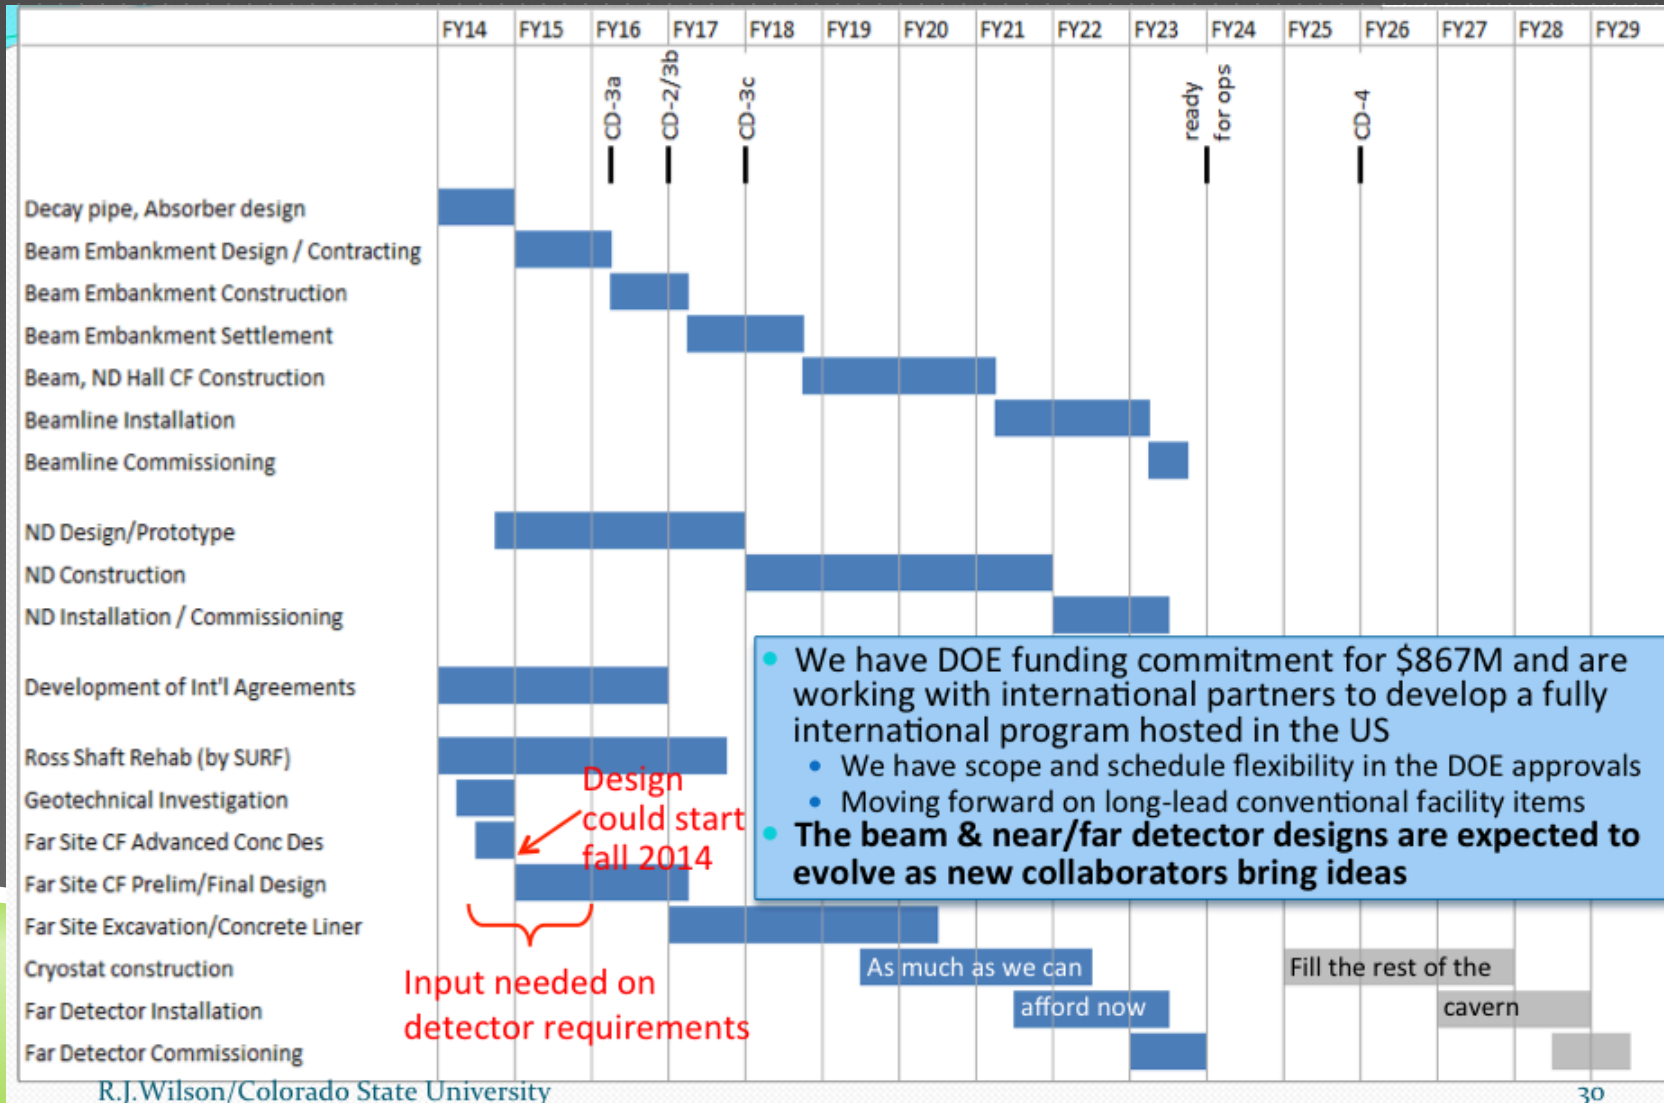 FY14 FY15 FY16 FY17 FY18 FY19 FY20 FY21 FY22 FY23 FY24 FY25 FY26 FY27 FY28 FY29
CD-3a
CD-2/3b
CD-3c
ready
for ops
CD-4
Decay pipe, Absorber design
Beam Embankment Design / Contracting
Beam Embankment Construction
Beam Embankment Settlement
Beam, ND Hall CF Construction
Beamline Installation
Beamline Commissioning
ND Design/Prototype
ND Construction
ND Installation / Commissioning
Development of Int'l Agreements
Ross Shaft Rehab (by SURF)
Geotechnical Investigation
Far Site CF Advanced Conc Des
Far Site CF Prelim/Final Design
Far Site Excavation/Concrete Liner
Cryostat construction
Far Detector Installation
Far Detector Commissioning
Design
could start
fall 2014
Input needed on
detector requirements
• We have DOE funding commitment for $867M and are
working with international partners to develop a fully
international program hosted in the US
• We have scope and schedule flexibility in the DOE approvals
• Moving forward on long-lead conventional facility items
• The beam & near/far detector designs are expected to
evolve as new collaborators bring ideas
As much as we can
afford now
Fill the rest of the
cavern
R.J.Wilson/Colorado State University
30